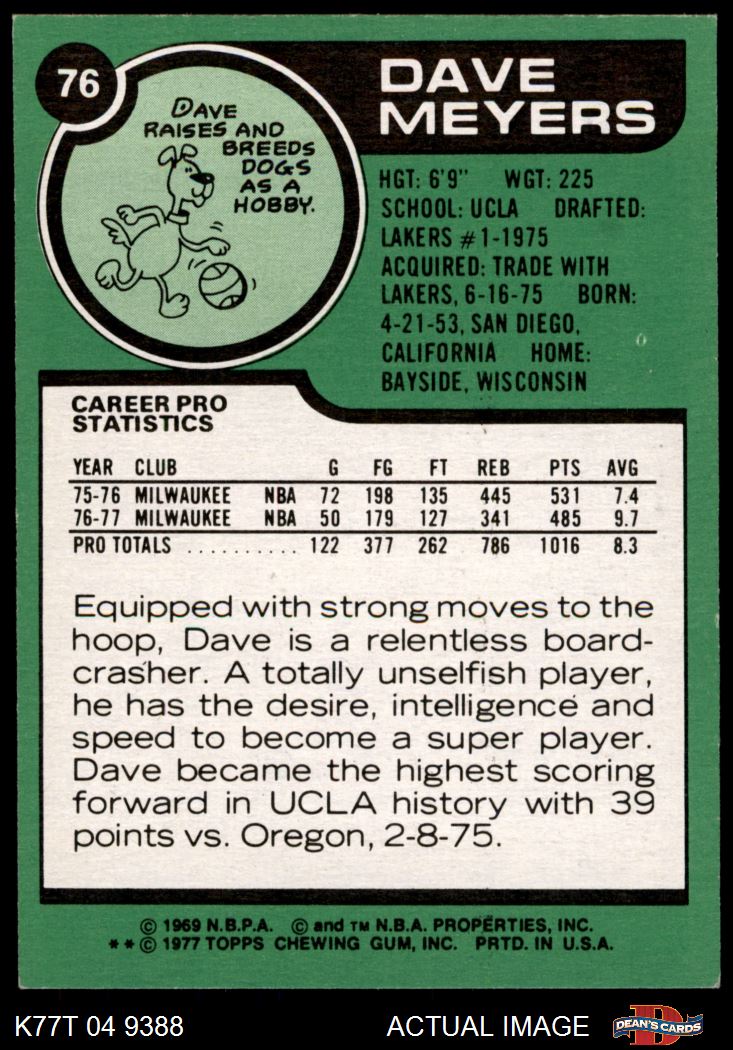 76
DAVE
RAISES AND
BREEDS
DOGS
AS A
HOBBY.
DAVE
MEYERS
HGT: 6'9" WGT: 225
SCHOOL: UCLA DRAFTED:
LAKERS #1-1975
ACQUIRED: TRADE WITH
LAKERS, 6-16-75 BORN:
4-21-53, SAN DIEGO,
CALIFORNIA HOME:
BAYSIDE, WISCONSIN
CAREER PRO
STATISTICS
YEAR CLUB G FG FT REB PTS AVG
75-76 MILWAUKEE NBA 72 198 135 445 531 7.4
76-77 MILWAUKEE NBA 50 179 127 341 485 9.7
PRO TOTALS .......... 122 377 262 786 1016 8.3
Equipped with strong moves to the
hoop, Dave is a relentless board-
crasher. A totally unselfish player,
he has the desire, intelligence and
speed to become a super player.
Dave became the highest scoring
forward in UCLA history with 39
points vs. Oregon, 2-8-75.
© 1969 N.B.P.A. © and TM N.B.A. PROPERTIES, INC.
** © 1977 TOPPS CHEWING GUM, INC. PRTD. IN U.S.A.
K77T 04 9388 ACTUAL IMAGE DEAN'S CARDS